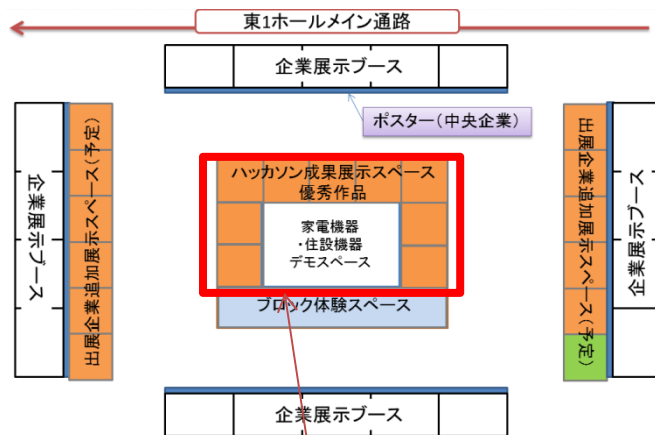 東1ホールメイン通路
企業展示ブース
ポスター(中央企業)
企業展示ブース
出展企業追加展示スペース(予定)
ハッカソン成果展示スペース
優秀作品
家電機器
・住設機器
デモスペース
ブロック体験スペース
出展企業追加展示スペース(予定)
企業展示ブース
企業展示ブース